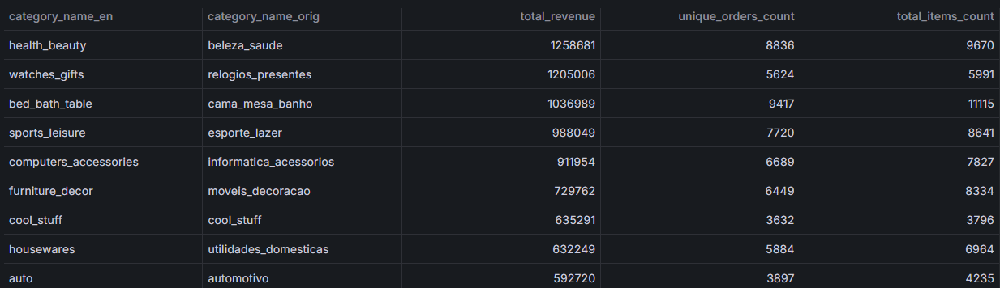 category_name_en category_name_orig total_revenue unique_orders_count total_items_count
health_beauty beleza_saude 1258681 8836 9670
watches_gifts relogios_presentes 1205006 5624 5991
bed_bath_table cama_mesa_banho 1036989 9417 11115
sports_leisure esporte_lazer 988049 7720 8641
computers_accessories informatica_acessorios 911954 6689 7827
furniture_decor moveis_decoracao 729762 6449 8334
cool_stuff cool_stuff 635291 3632 3796
housewares utilidades_domesticas 632249 5884 6964
auto automotivo 592720 3897 4235